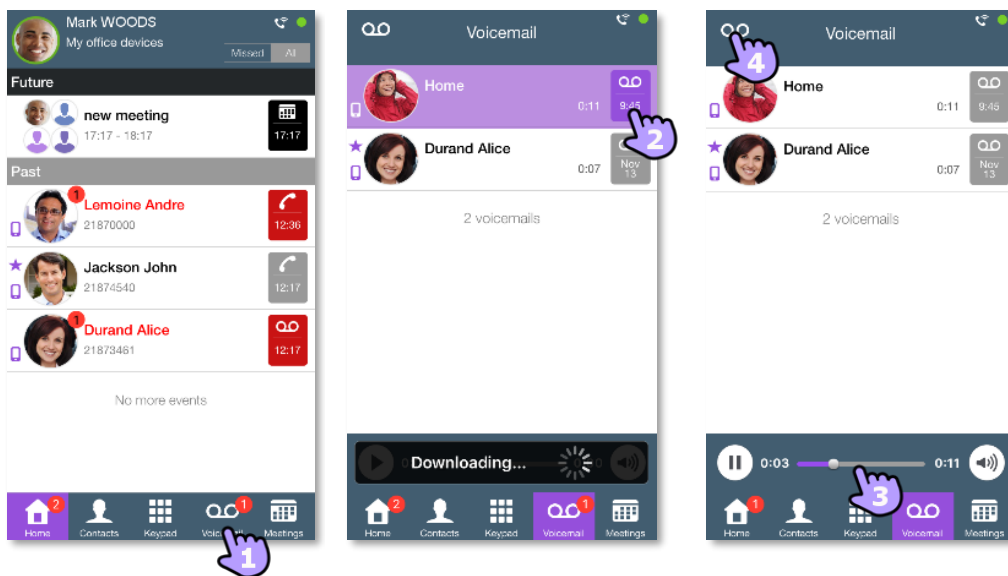 Mark WOODS
My office devices
Missed All
Future
new meeting
17:17 - 18:17
17:17
Past
1
Lemoine Andre
21870000
12:36
Jackson John
21874540
12:17
1
Durand Alice
21873461
12:17
No more events
2
1
Home Contacts Keypad Voicemail Meetings
1
Voicemail
Home
0:11
9:45
2
Durand Alice
0:07
Nov
13
2 voicemails
Downloading...
2
1
Home Contacts Keypad Voicemail Meetings
Voicemail
4
Home
0:11
9:45
Durand Alice
0:07
Nov
13
2 voicemails
0:03
0:11
3
1
Home Contacts Keypad Voicemail Meetings